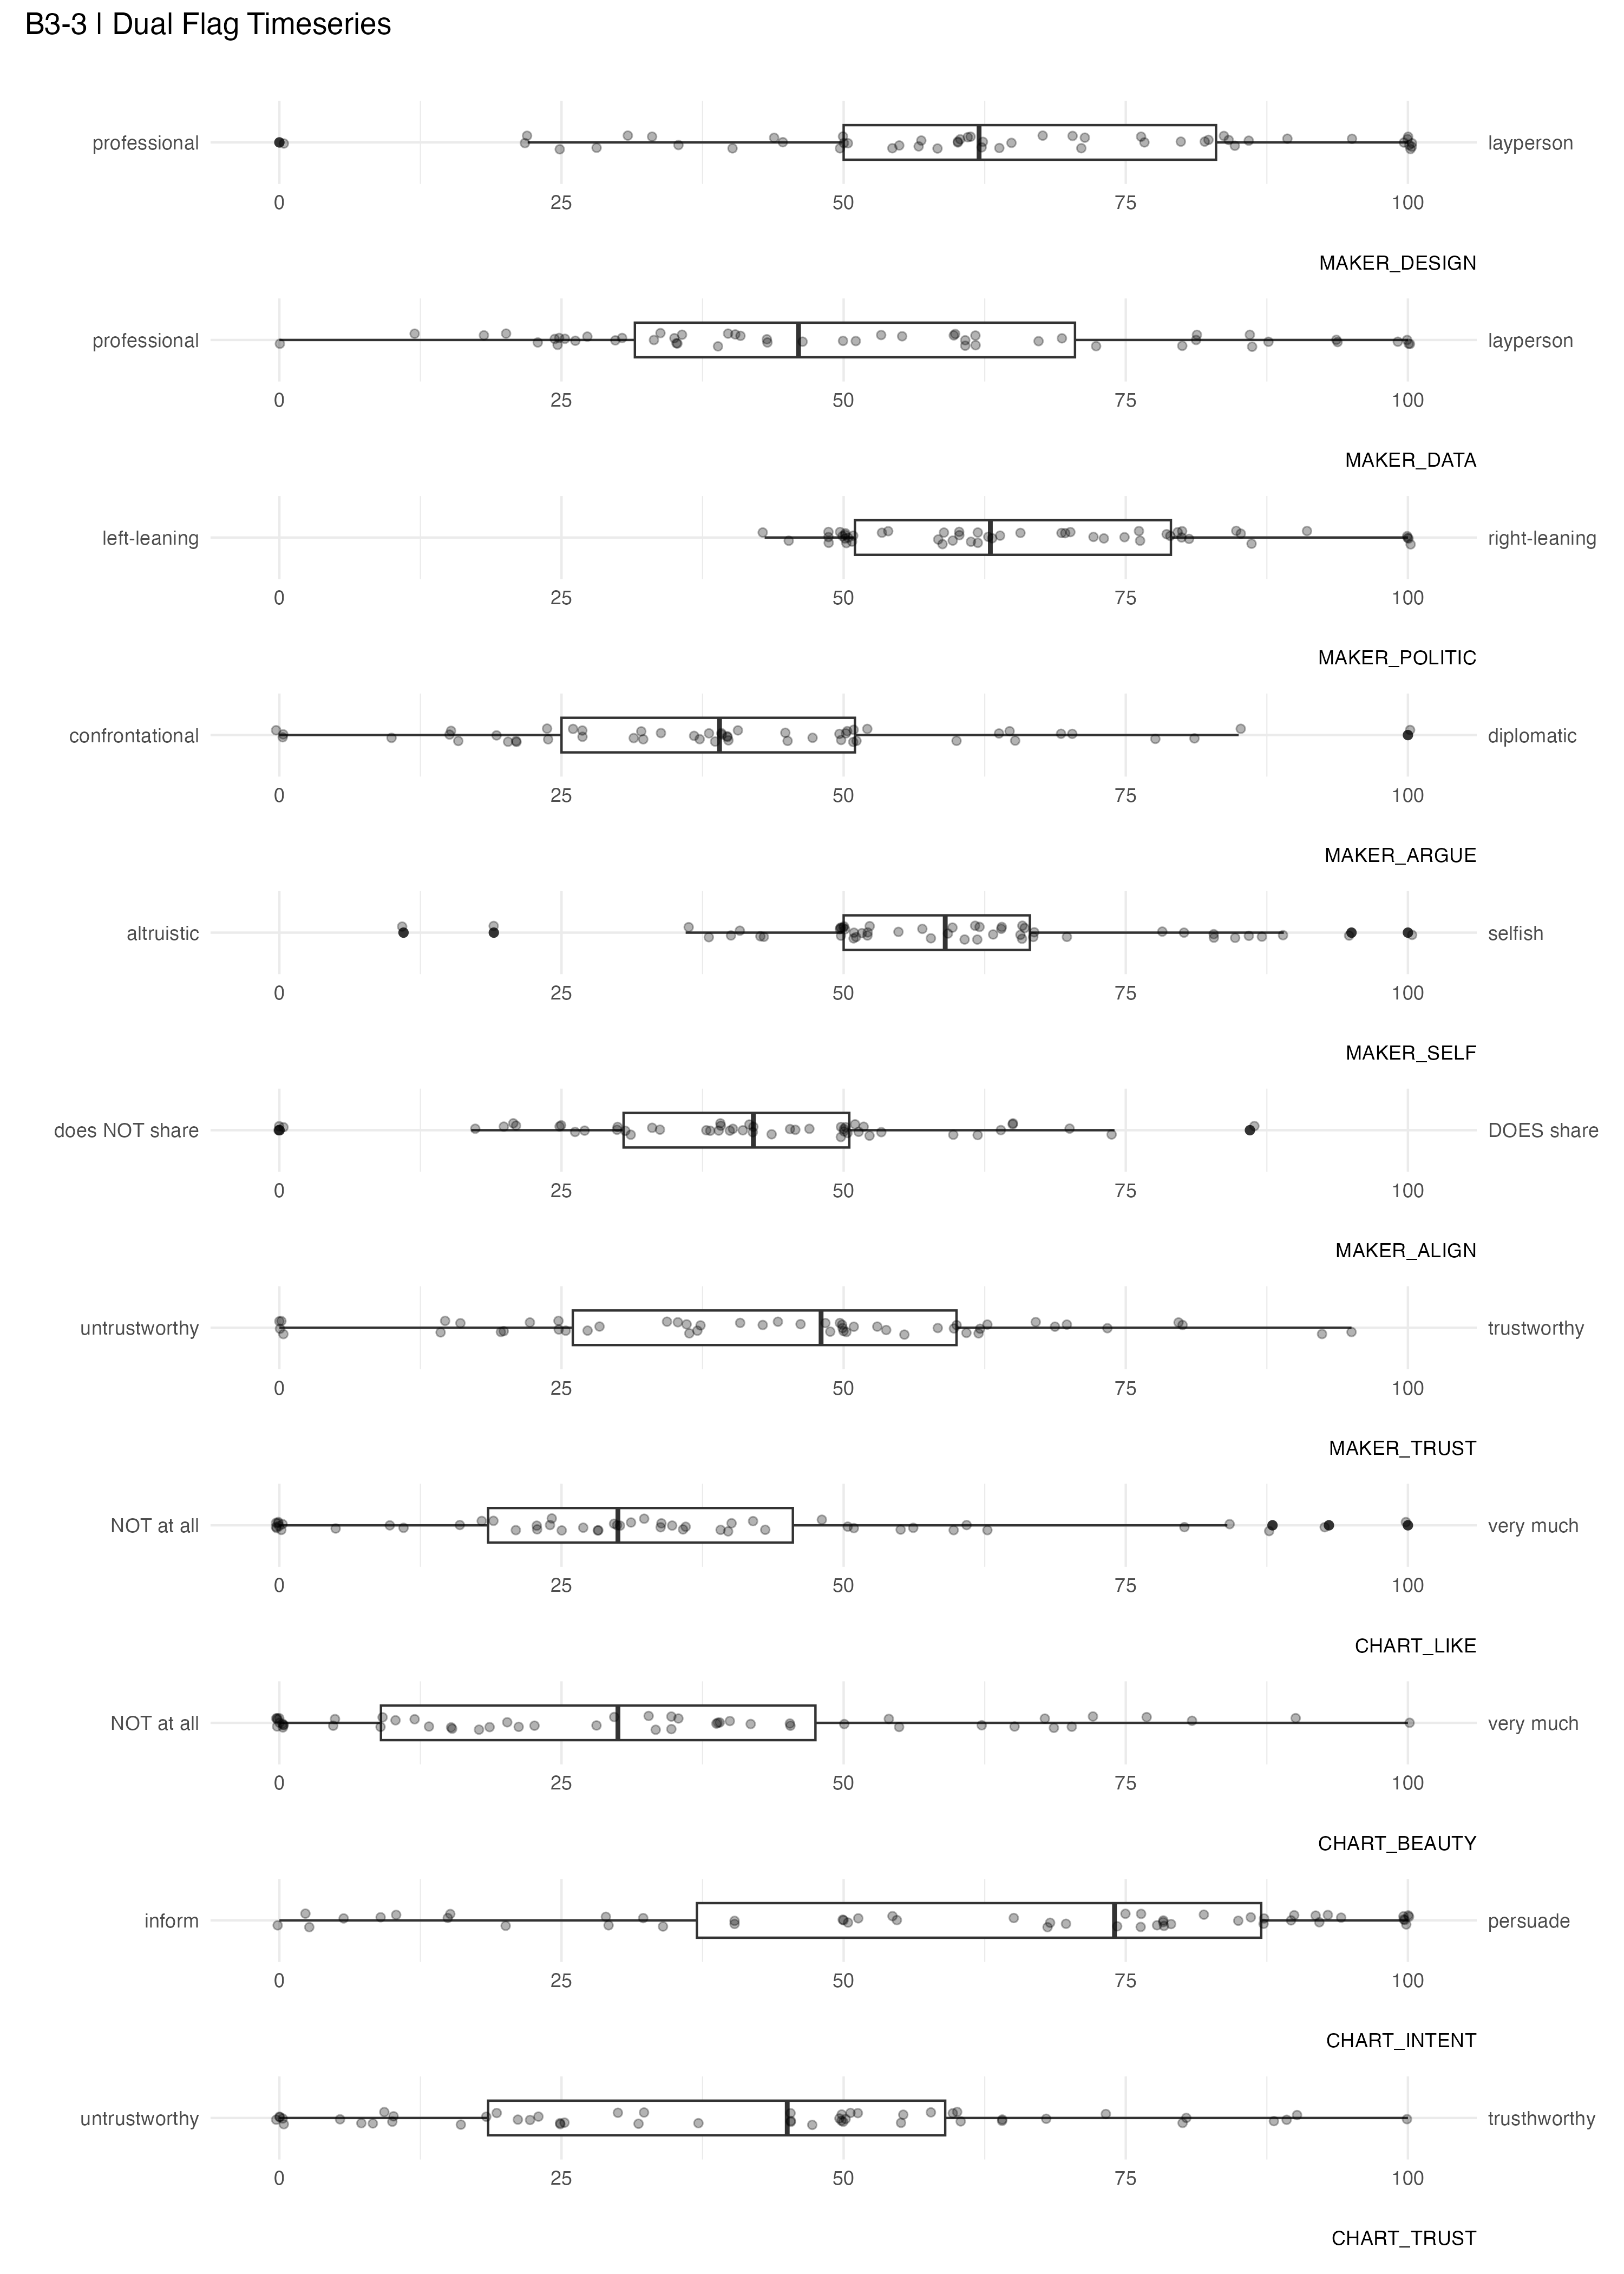 B3-3 | Dual Flag Timeseries
professional layperson
0 25 50 75 100
MAKER_DESIGN
professional layperson
0 25 50 75 100
MAKER_DATA
left-leaning right-leaning
0 25 50 75 100
MAKER_POLITIC
confrontational diplomatic
0 25 50 75 100
MAKER_ARGUE
altruistic selfish
0 25 50 75 100
MAKER_SELF
does NOT share DOES share
0 25 50 75 100
MAKER_ALIGN
untrustworthy trustworthy
0 25 50 75 100
MAKER_TRUST
NOT at all very much
0 25 50 75 100
CHART_LIKE
NOT at all very much
0 25 50 75 100
CHART_BEAUTY
inform persuade
0 25 50 75 100
CHART_INTENT
untrustworthy trusthworthy
0 25 50 75 100
CHART_TRUST